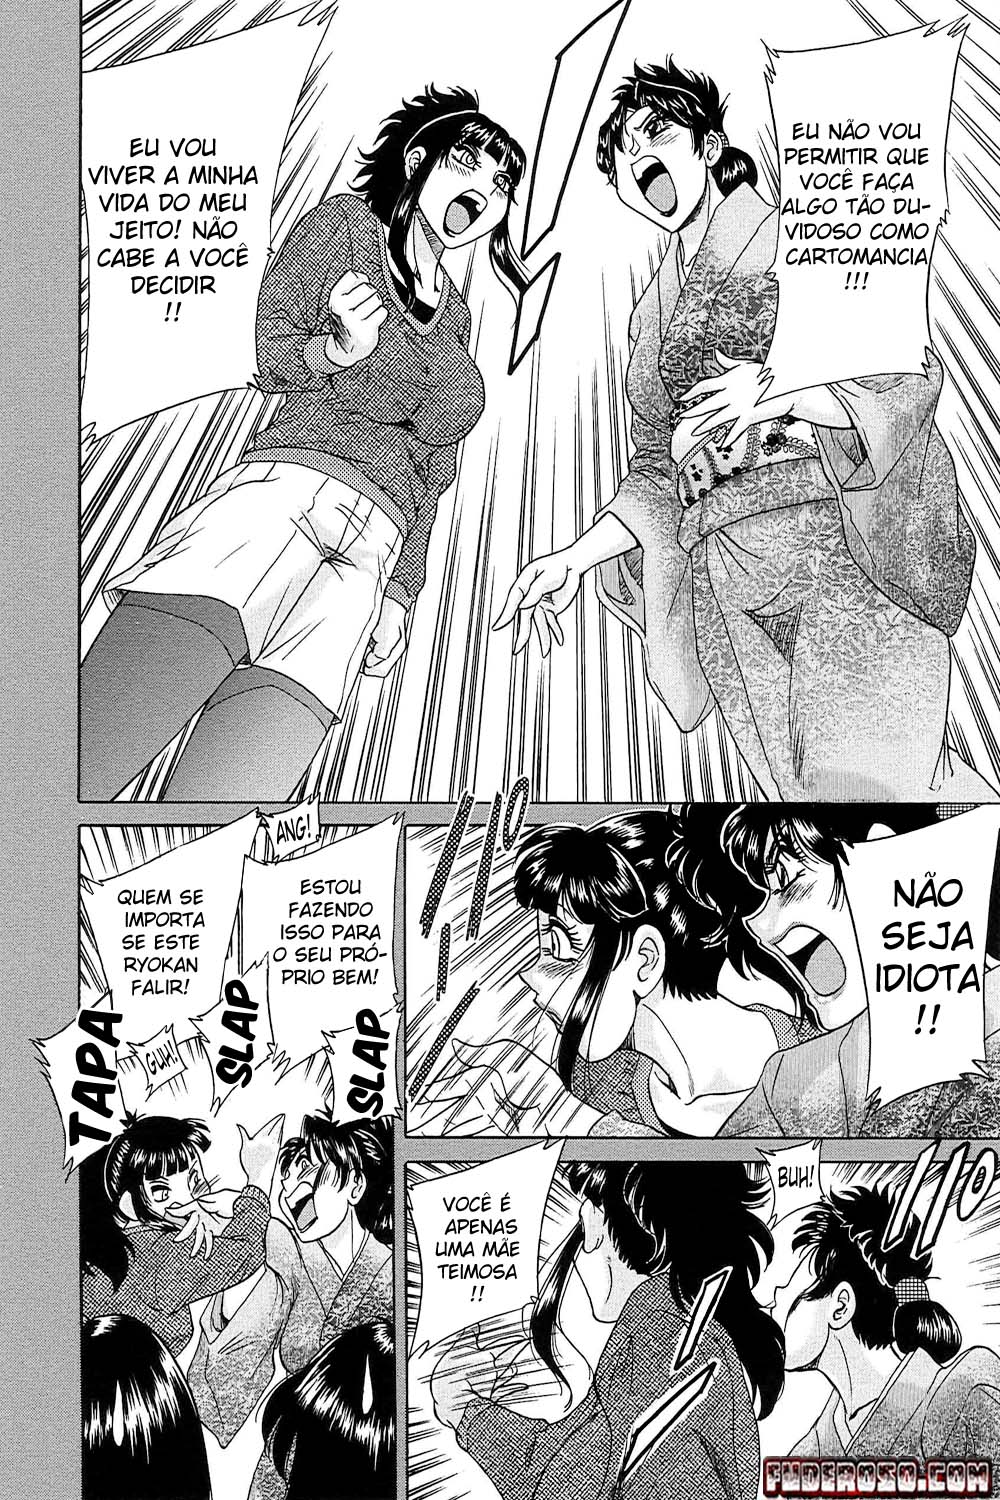 EU NÃO VOU
PERMITIR QUE
VOCÊ FAÇA
ALGO TÃO DU-
VIDOSO COMO
CARTOMANCIA
!!!
EU VOU
VIVER A MINHA
VIDA DO MEU
JEITO! NÃO
CABE A VOCÊ
DECIDIR
!!
NÃO
SEJA
IDIOTA
!!
BUH!
VOCÊ É
APENAS
UMA MÃE
TEIMOSA
!!
ANG!
ESTOU
FAZENDO
ISSO PARA
O SEU PRÓ-
PRIO BEM!
SLAP
SLAP
QUEM SE
IMPORTA
SE ESTE
RYOKAN
FALIR!
GUH!
TAPA
FUDEROSO.COM